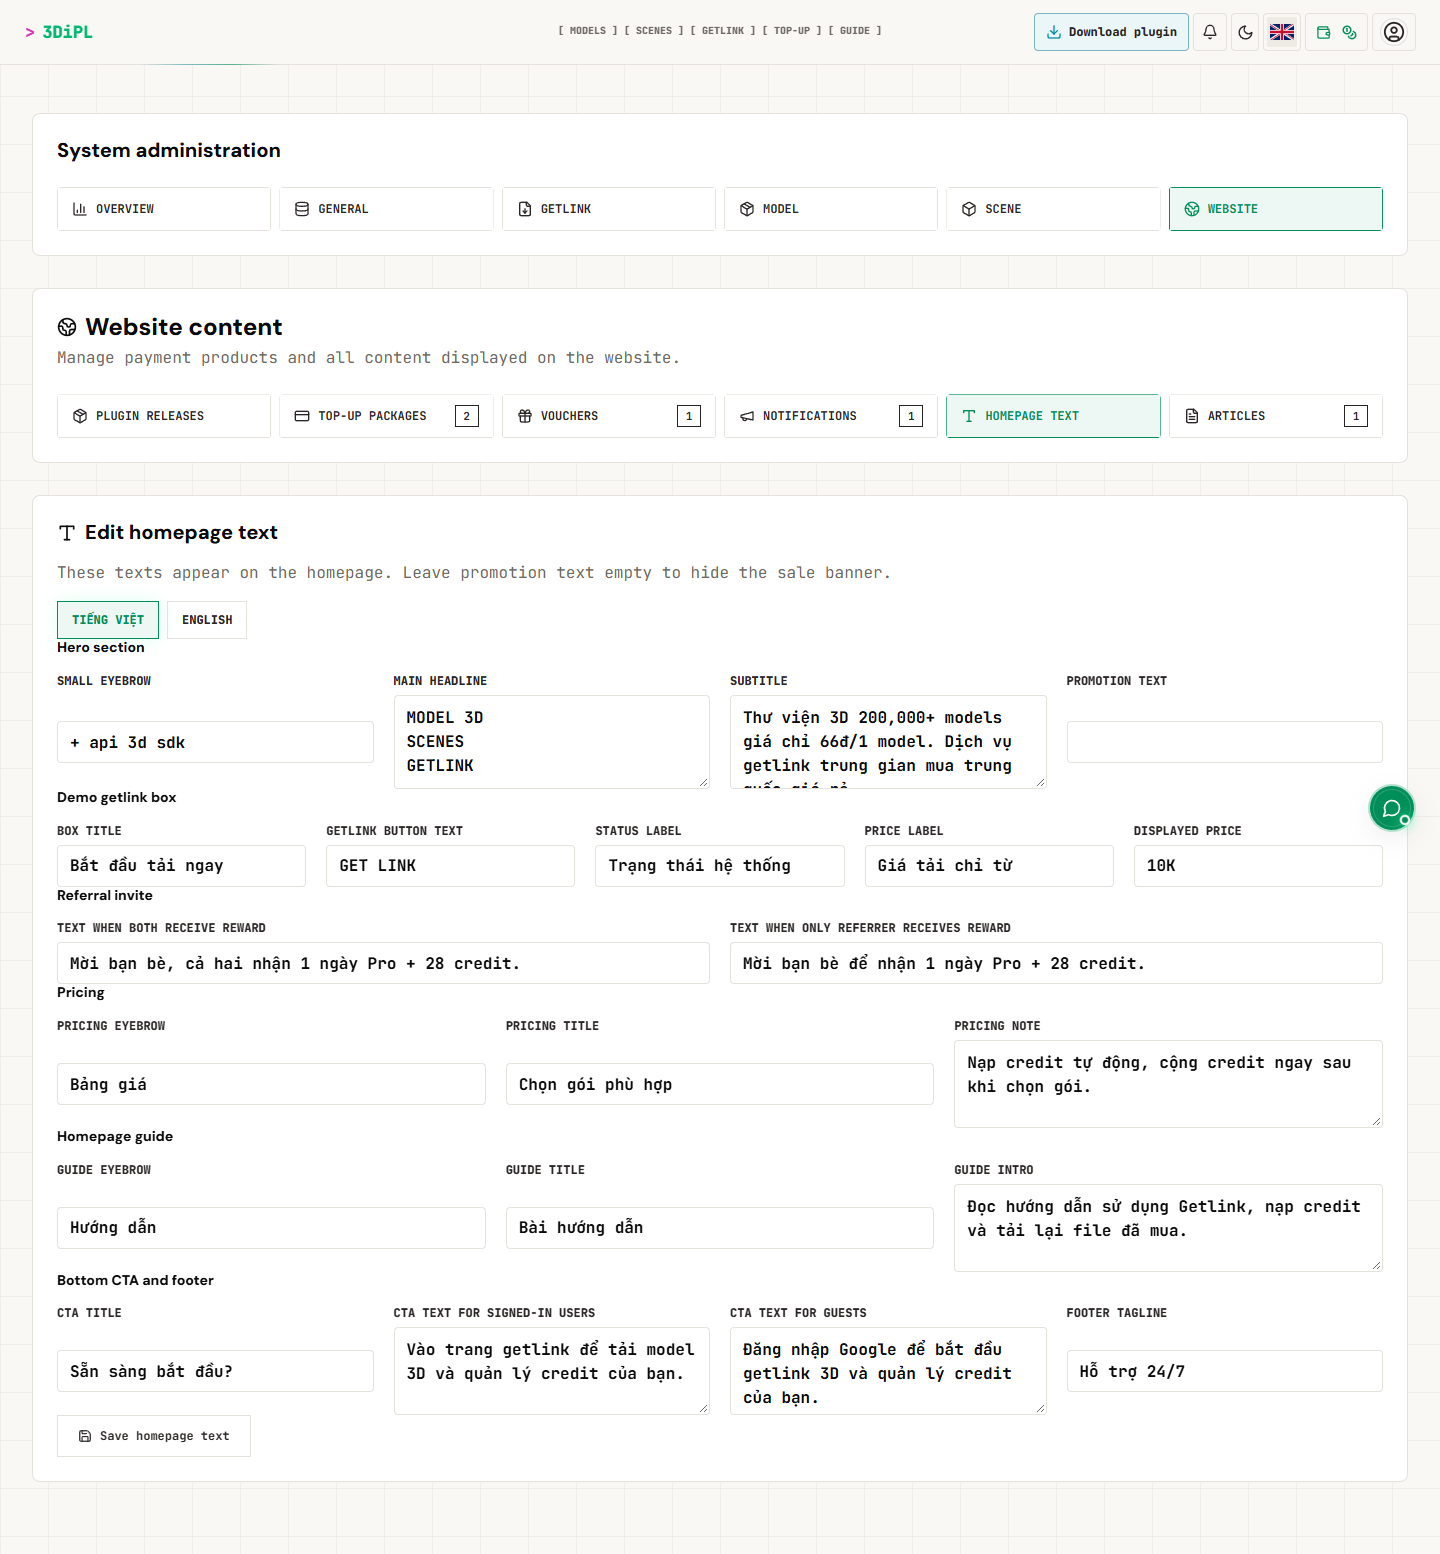 > 3DiPL
[ MODELS ] [ SCENES ] [ GETLINK ] [ TOP-UP ] [ GUIDE ]
Download plugin
System administration
OVERVIEW
GENERAL
GETLINK
MODEL
SCENE
WEBSITE
Website content
Manage payment products and all content displayed on the website.
PLUGIN RELEASES
TOP-UP PACKAGES 2
VOUCHERS 1
NOTIFICATIONS 1
HOMEPAGE TEXT
ARTICLES 1
Edit homepage text
These texts appear on the homepage. Leave promotion text empty to hide the sale banner.
TIẾNG VIỆT
ENGLISH
Hero section
SMALL EYEBROW
+ api 3d sdk
MAIN HEADLINE
MODEL 3D
SCENES
GETLINK
SUBTITLE
Thư viện 3D 200,000+ models
giá chỉ 66đ/1 model. Dịch vụ
getlink trung gian mua trung
quốc giá rẻ
PROMOTION TEXT
Demo getlink box
BOX TITLE
Bắt đầu tải ngay
GETLINK BUTTON TEXT
GET LINK
STATUS LABEL
Trạng thái hệ thống
PRICE LABEL
Giá tải chỉ từ
DISPLAYED PRICE
10K
Referral invite
TEXT WHEN BOTH RECEIVE REWARD
Mời bạn bè, cả hai nhận 1 ngày Pro + 28 credit.
TEXT WHEN ONLY REFERRER RECEIVES REWARD
Mời bạn bè để nhận 1 ngày Pro + 28 credit.
Pricing
PRICING EYEBROW
Bảng giá
PRICING TITLE
Chọn gói phù hợp
PRICING NOTE
Nạp credit tự động, cộng credit ngay sau
khi chọn gói.
Homepage guide
GUIDE EYEBROW
Hướng dẫn
GUIDE TITLE
Bài hướng dẫn
GUIDE INTRO
Đọc hướng dẫn sử dụng Getlink, nạp credit
và tải lại file đã mua.
Bottom CTA and footer
CTA TITLE
Sẵn sàng bắt đầu?
CTA TEXT FOR SIGNED-IN USERS
Vào trang getlink để tải model
3D và quản lý credit của bạn.
CTA TEXT FOR GUESTS
Đăng nhập Google để bắt đầu
getlink 3D và quản lý credit
của bạn.
FOOTER TAGLINE
Hỗ trợ 24/7
Save homepage text